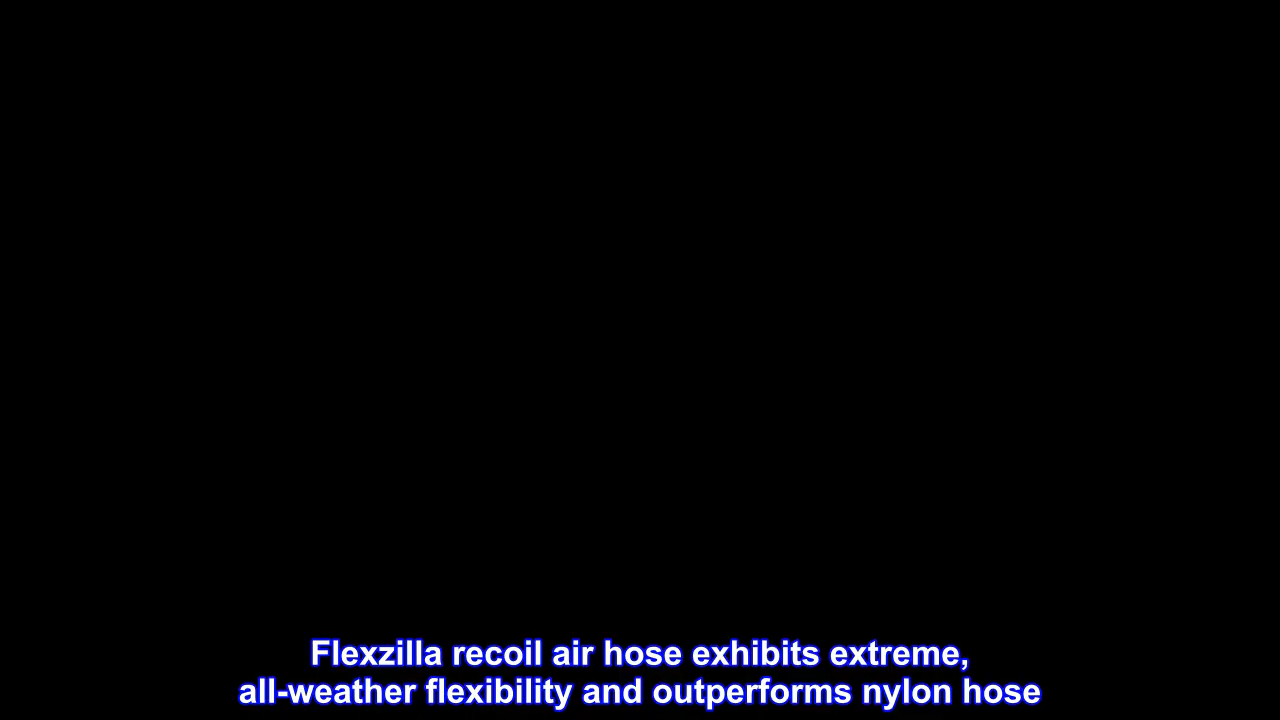 Flexzilla recoil air hose exhibits extreme,
all-weather flexibility and outperforms nylon hose